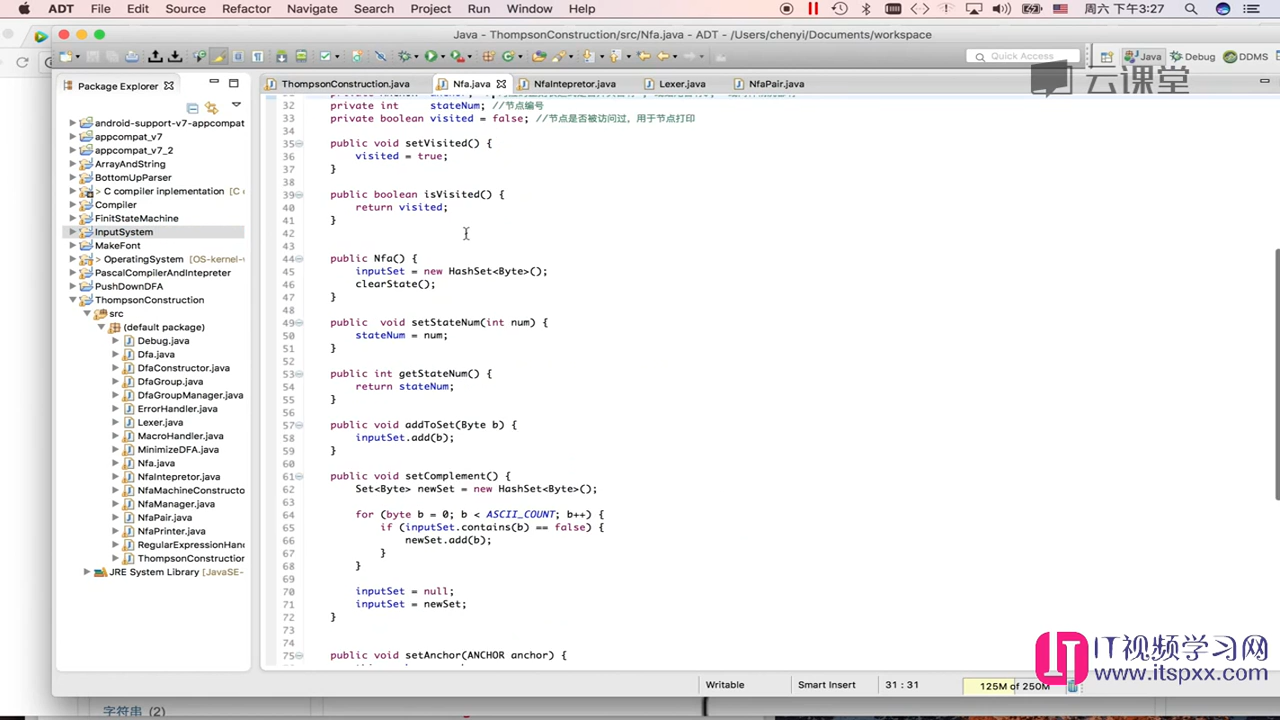 ADT File Edit Source Refactor Navigate Search Project Run Window Help 周六 下午3:27
Java - ThompsonConstruction/src/Nfa.java - ADT - /Users/chenyi/Documents/workspace
Quick Access Java Debug DDMS
云课堂
Package Explorer
ThompsonConstruction.java Nfa.java NfaIntepretor.java Lexer.java NfaPair.java
android-support-v7-appcompat
appcompat_v7
appcompat_v7_2
ArrayAndString
BottomUpParser
> C compiler inplementation [C
Compiler
FinitStateMachine
InputSystem
MakeFont
> OperatingSystem [OS-kernel-
PascalCompilerAndIntepreter
PushDownDFA
ThompsonConstruction
src
(default package)
Debug.java
Dfa.java
DfaConstructor.java
DfaGroup.java
DfaGroupManager.java
ErrorHandler.java
Lexer.java
MacroHandler.java
MinimizeDFA.java
Nfa.java
NfaIntepretor.java
NfaMachineConstructo
NfaManager.java
NfaPair.java
NfaPrinter.java
RegularExpressionHan
ThompsonConstruction
JRE System Library [JavaSE-
32 private int stateNum; //节点编号
33 private boolean visited = false; //节点是否被访问过,用于节点打印
34
35 public void setVisited() {
36 visited = true;
37 }
38
39 public boolean isVisited() {
40 return visited;
41 }
42
43
44 public Nfa() {
45 inputSet = new HashSet<Byte>();
46 clearState();
47 }
48
49 public void setStateNum(int num) {
50 stateNum = num;
51 }
52
53 public int getStateNum() {
54 return stateNum;
55 }
56
57 public void addToSet(Byte b) {
58 inputSet.add(b);
59 }
60
61 public void setComplement() {
62 Set<Byte> newSet = new HashSet<Byte>();
63
64 for (byte b = 0; b < ASCII_COUNT; b++) {
65 if (inputSet.contains(b) == false) {
66 newSet.add(b);
67 }
68 }
69
70 inputSet = null;
71 inputSet = newSet;
72 }
73
74
75 public void setAnchor(ANCHOR anchor) {
Writable Smart Insert 31 : 31 125M of 250M
IT视频学习网
www.itspxx.com
字符串 (2)